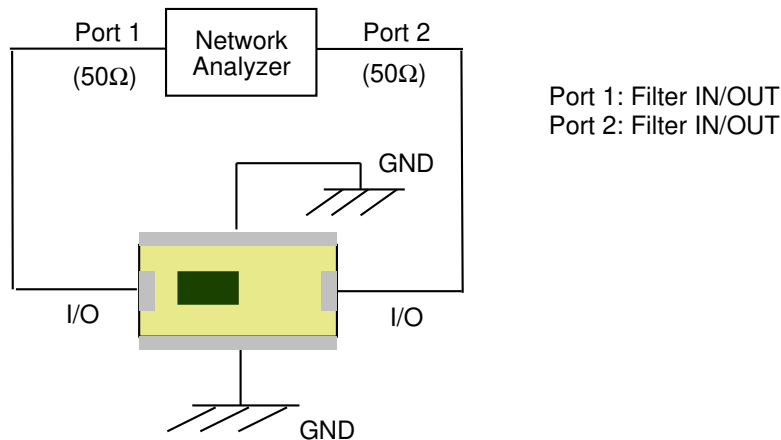 Port 1
Network
Analyzer
Port 2
(50Ω)
(50Ω)
Port 1: Filter IN/OUT
Port 2: Filter IN/OUT
GND
I/O
I/O
GND